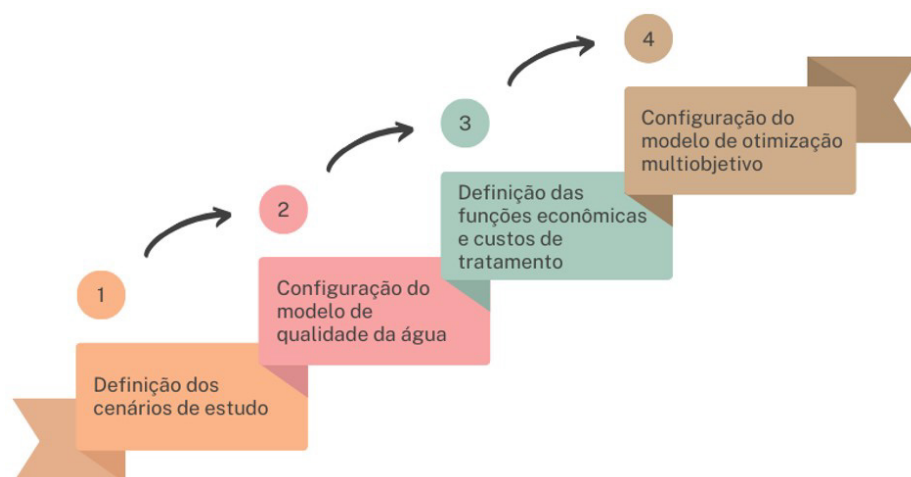 1
Definição dos
cenários de estudo
2
Configuração do
modelo de
qualidade da água
3
Definição das
funções econômicas
e custos de
tratamento
4
Configuração do
modelo de otimização
multiobjetivo